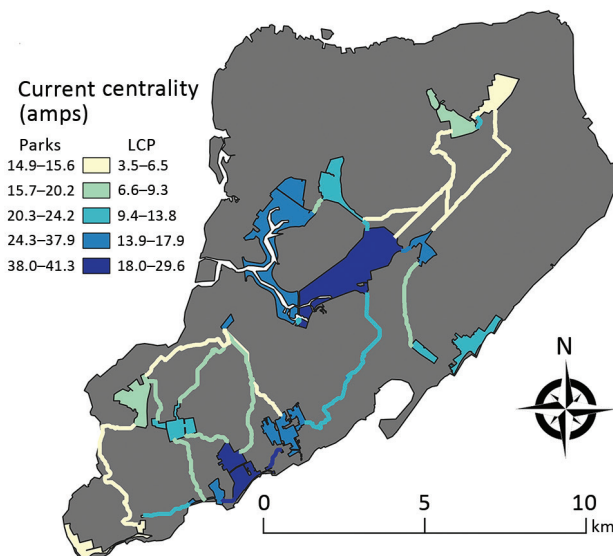 Current centrality
(amps)
Parks LCP
14.9–15.6 3.5–6.5
15.7–20.2 6.6–9.3
20.3–24.2 9.4–13.8
24.3–37.9 13.9–17.9
38.0–41.3 18.0–29.6
N
0 5 10
km